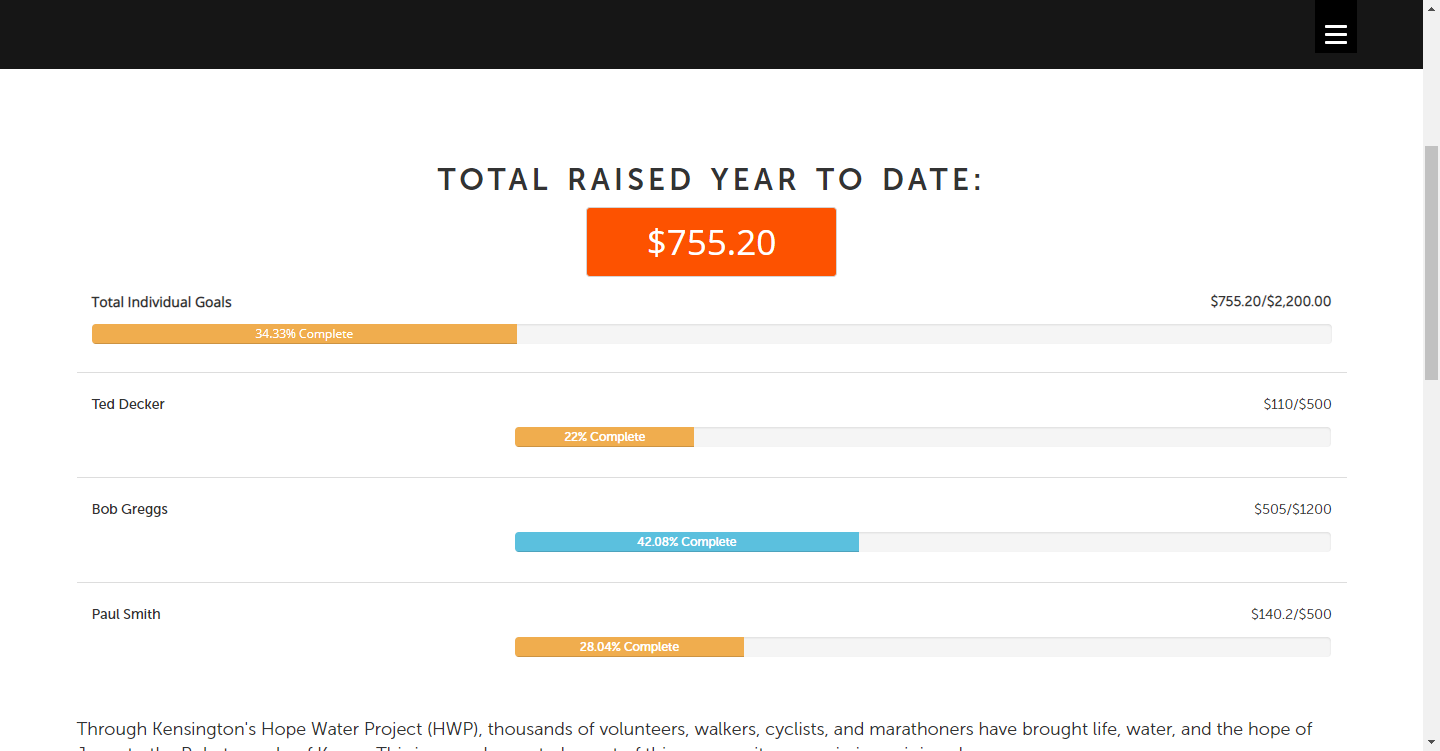 TOTAL RAISED YEAR TO DATE:
$755.20
Total Individual Goals $755.20/$2,200.00
34.33% Complete
Ted Decker $110/$500
22% Complete
Bob Greggs $505/$1200
42.08% Complete
Paul Smith $140.2/$500
28.04% Complete
Through Kensington's Hope Water Project (HWP), thousands of volunteers, walkers, cyclists, and marathoners have brought life, water, and the hope of